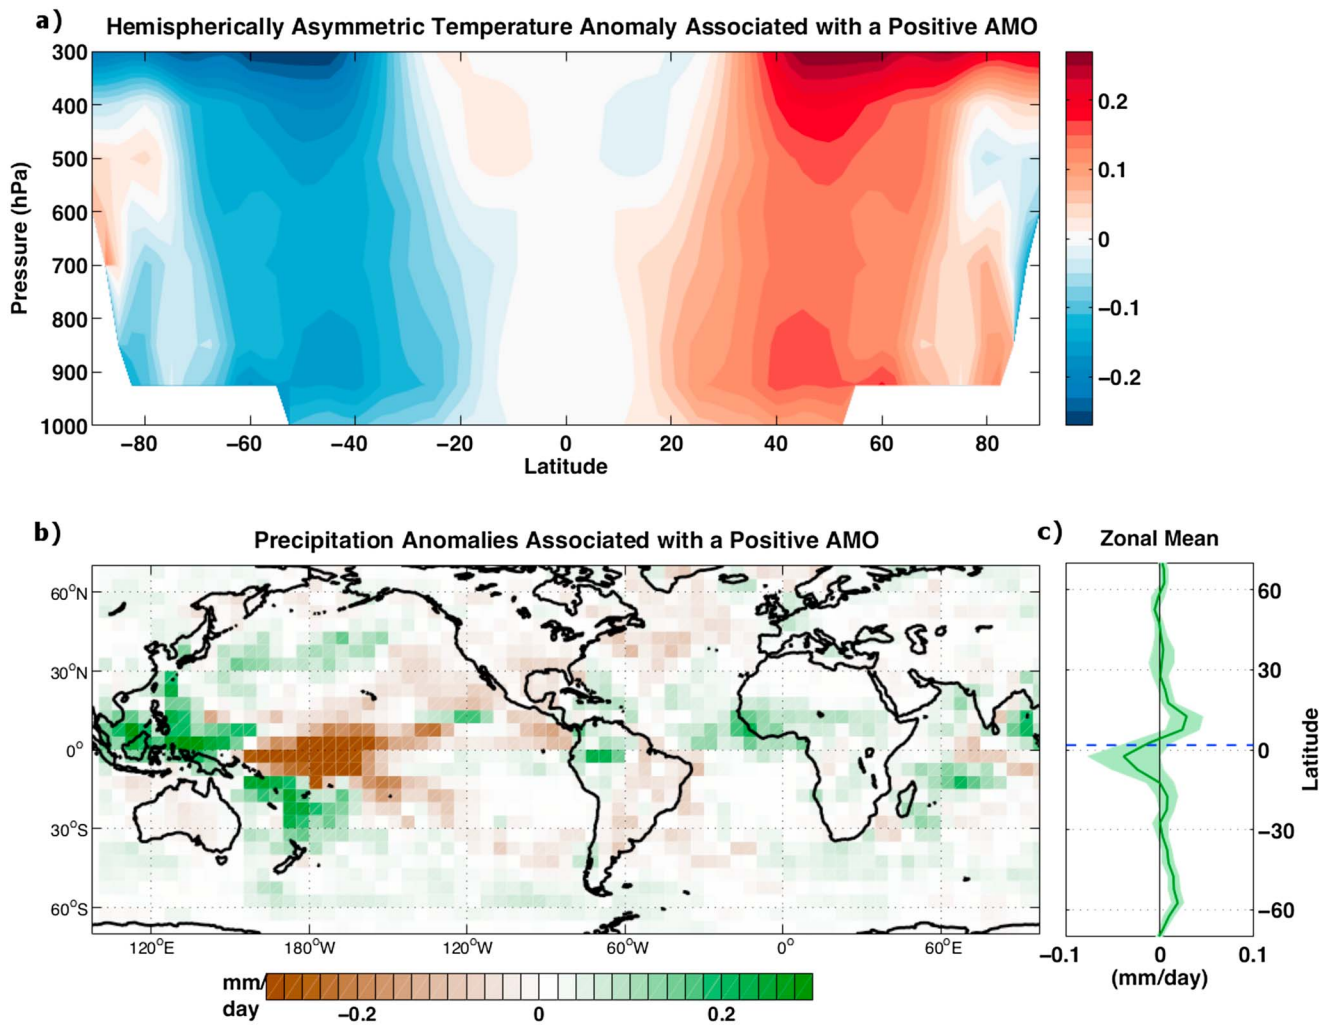 a)
Hemispherically Asymmetric Temperature Anomaly Associated with a Positive AMO
300
400
500
600
700
800
900
1000
Pressure (hPa)
−80 −60 −40 −20 0 20 40 60 80
Latitude
0.2
0.1
0
−0.1
−0.2
b)
Precipitation Anomalies Associated with a Positive AMO
60°N
30°N
0°
30°S
60°S
120°E 180°W 120°W 60°W 0° 60°E
mm/
day
−0.2 0 0.2
c)
Zonal Mean
60
30
0
−30
−60
Latitude
−0.1 0 0.1
(mm/day)